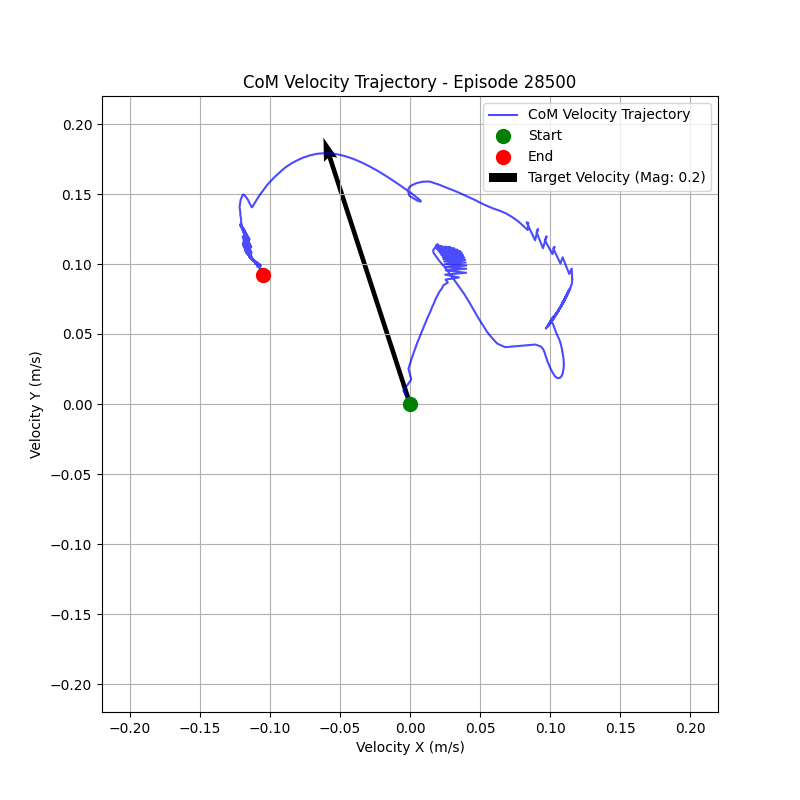 CoM Velocity Trajectory - Episode 28500
CoM Velocity Trajectory
Start
End
Target Velocity (Mag: 0.2)
0.20
0.15
0.10
0.05
0.00
−0.05
−0.10
−0.15
−0.20
Velocity Y (m/s)
−0.20 −0.15 −0.10 −0.05 0.00 0.05 0.10 0.15 0.20
Velocity X (m/s)